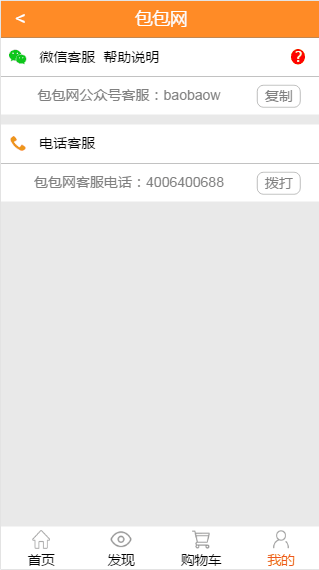 < 包包网
微信客服 帮助说明 ?
包包网公众号客服：baobaow 复制
电话客服
包包网客服电话：4006400688 拨打
首页 发现 购物车 我的